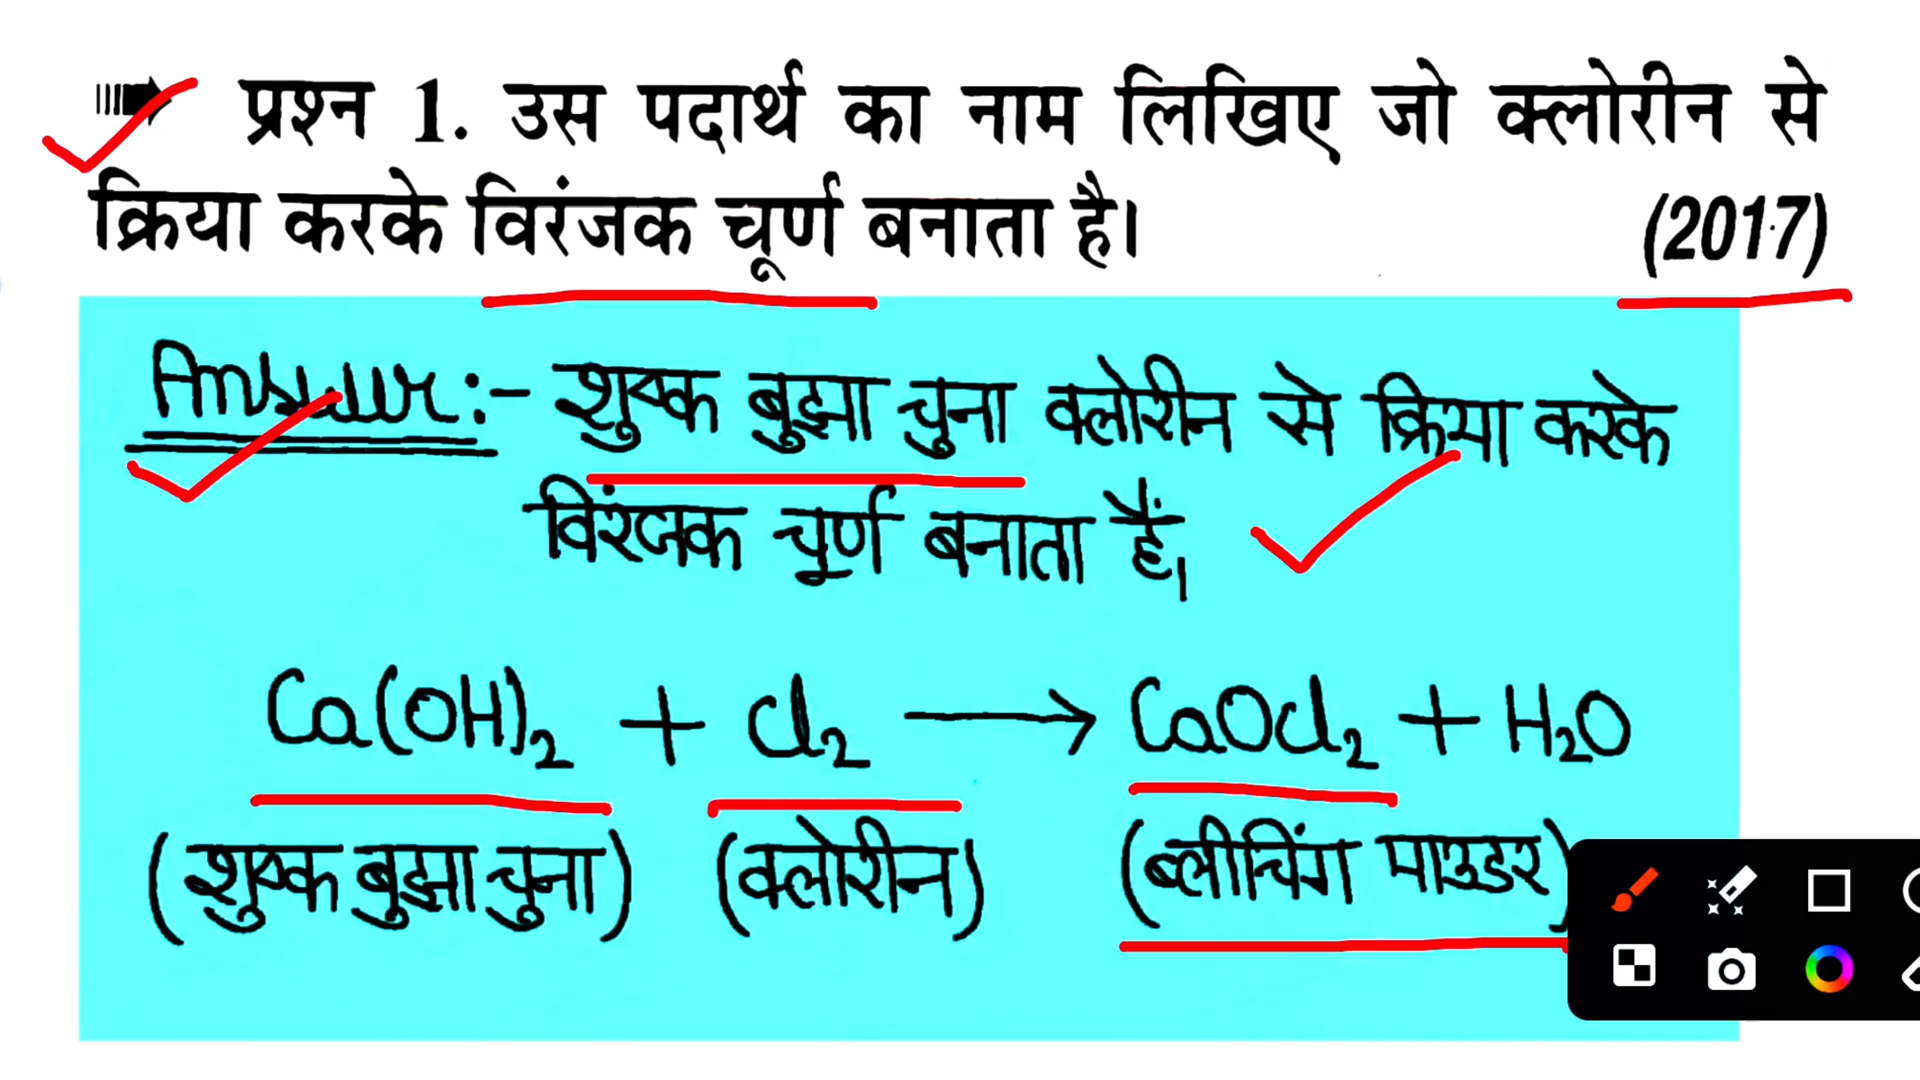 प्रश्न 1. उस पदार्थ का नाम लिखिए जो क्लोरीन से
क्रिया करके विरंजक चूर्ण बनाता है। (2017)
Answer:- शुष्क बुझा चुना क्लोरीन से क्रिया करके
विरंजक चूर्ण बनाता हैं,
Ca(OH)₂ + Cl₂ ⟶ CaOCl₂ + H₂O
(शुष्क बुझा चुना) (क्लोरीन) (ब्लीचिंग पाउडर)